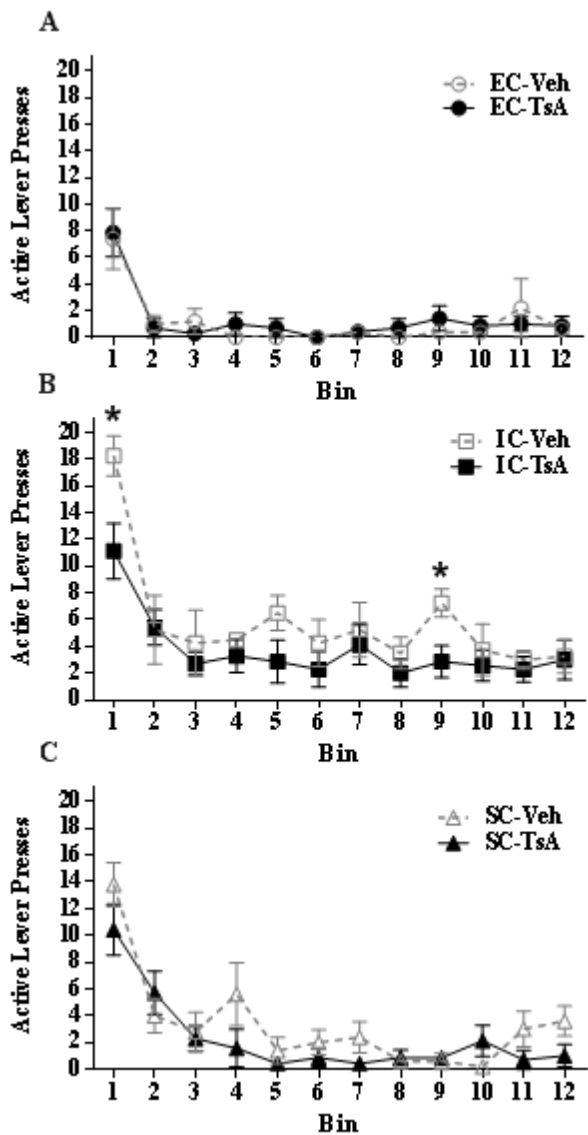 A
Active Lever Presses
20
18
16
14
12
10
8
6
4
2
0
EC-Veh
EC-TsA
1 2 3 4 5 6 7 8 9 10 11 12
Bin
B
Active Lever Presses
*
20
18
16
14
12
10
8
6
4
2
0
IC-Veh
IC-TsA
*
1 2 3 4 5 6 7 8 9 10 11 12
Bin
C
Active Lever Presses
20
18
16
14
12
10
8
6
4
2
0
SC-Veh
SC-TsA
1 2 3 4 5 6 7 8 9 10 11 12
Bin